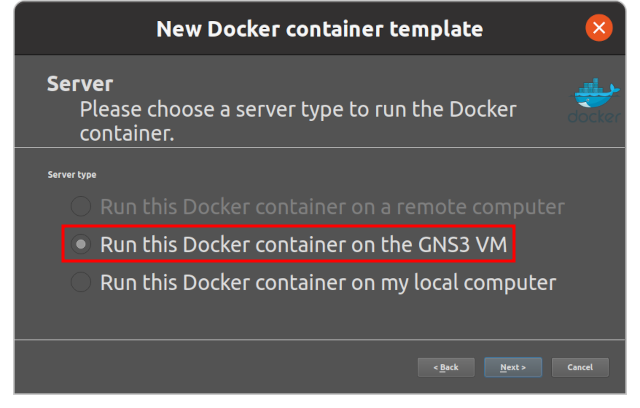 New Docker container template
Server
Please choose a server type to run the Docker
container.
docker
Server type
Run this Docker container on a remote computer
Run this Docker container on the GNS3 VM
Run this Docker container on my local computer
< Back
Next >
Cancel